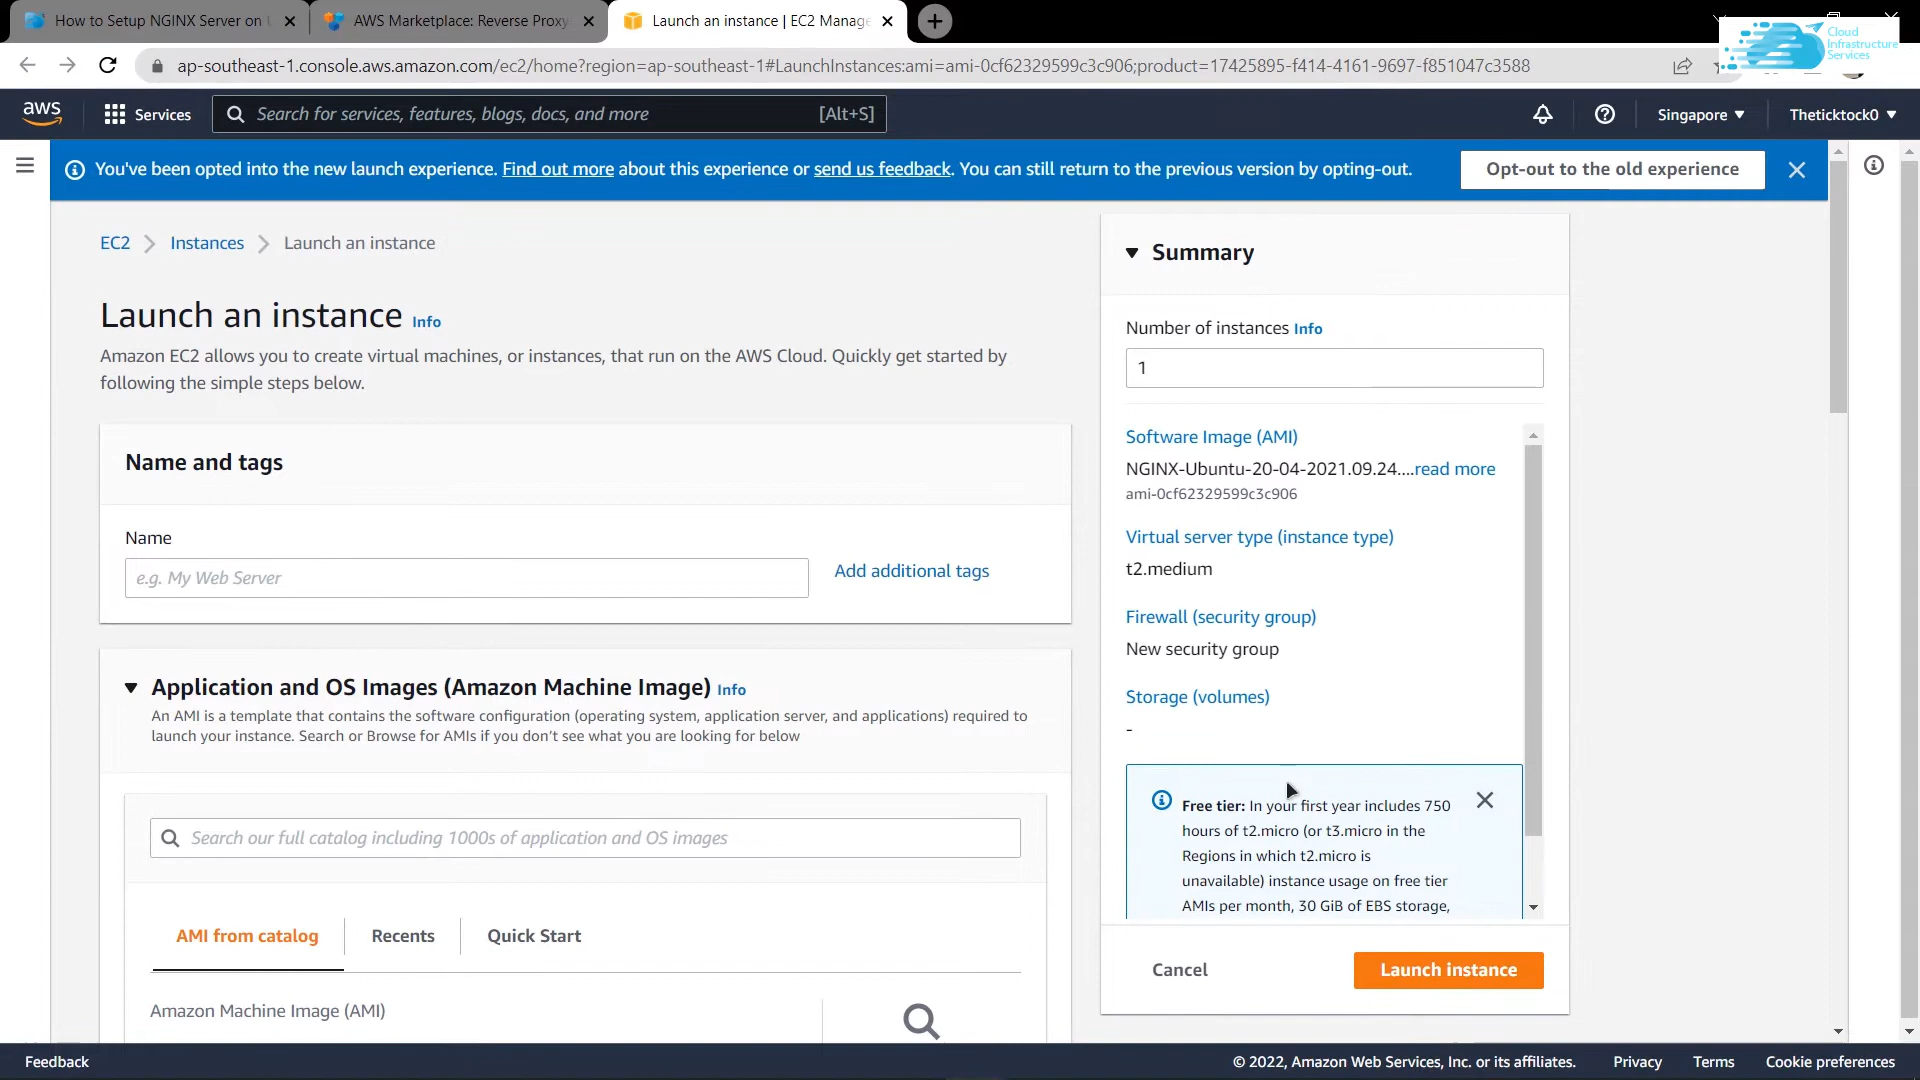 How to Setup NGINX Server on
AWS Marketplace: Reverse Proxy
Launch an instance | EC2 Manage
ap-southeast-1.console.aws.amazon.com/ec2/home?region=ap-southeast-1#LaunchInstances:ami=ami-0cf62329599c3c906;product=17425895-f414-4161-9697-f851047c3588
Cloud
Infrastructure
Services
aws
Services
Search for services, features, blogs, docs, and more
[Alt+S]
Singapore
Theticktock0
You've been opted into the new launch experience. Find out more about this experience or send us feedback. You can still return to the previous version by opting-out.
Opt-out to the old experience
EC2
Instances
Launch an instance
Launch an instance Info
Amazon EC2 allows you to create virtual machines, or instances, that run on the AWS Cloud. Quickly get started by
following the simple steps below.
Name and tags
Name
e.g. My Web Server
Add additional tags
Application and OS Images (Amazon Machine Image) Info
An AMI is a template that contains the software configuration (operating system, application server, and applications) required to
launch your instance. Search or Browse for AMIs if you don't see what you are looking for below
Search our full catalog including 1000s of application and OS images
AMI from catalog
Recents
Quick Start
Amazon Machine Image (AMI)
Summary
Number of instances Info
1
Software Image (AMI)
NGINX-Ubuntu-20-04-2021.09.24....read more
ami-0cf62329599c3c906
Virtual server type (instance type)
t2.medium
Firewall (security group)
New security group
Storage (volumes)
-
Free tier: In your first year includes 750
hours of t2.micro (or t3.micro in the
Regions in which t2.micro is
unavailable) instance usage on free tier
AMIs per month, 30 GiB of EBS storage,
Cancel
Launch instance
Feedback
© 2022, Amazon Web Services, Inc. or its affiliates.
Privacy
Terms
Cookie preferences